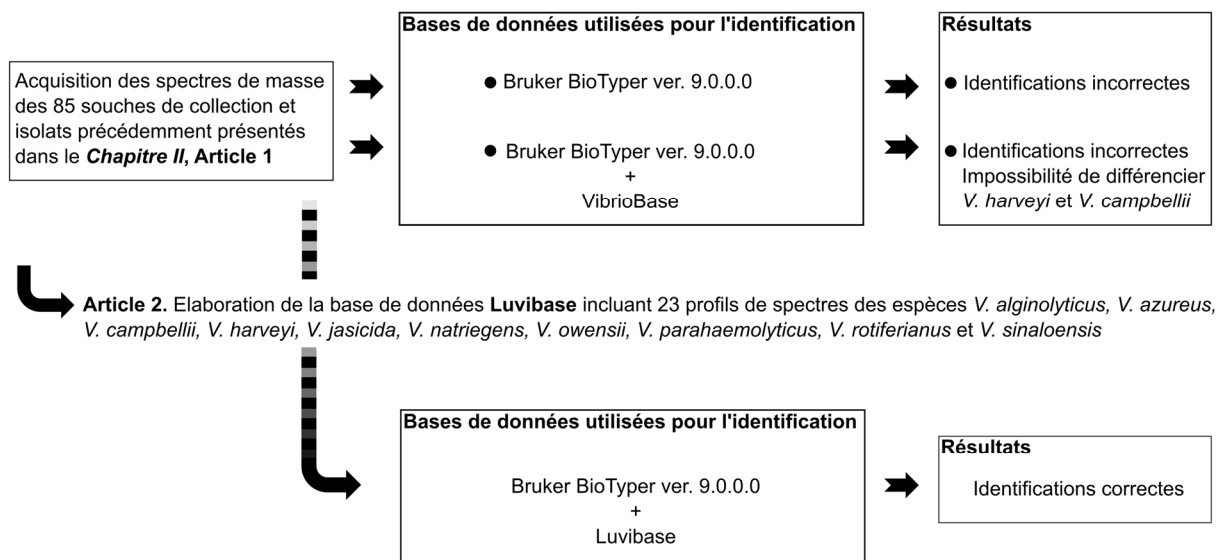 Acquisition des spectres de masse
des 85 souches de collection et
isolats précédemment présentés
dans le Chapitre II, Article 1
Bases de données utilisées pour l'identification
● Bruker BioTyper ver. 9.0.0.0
● Bruker BioTyper ver. 9.0.0.0
+
VibrioBase
Résultats
● Identifications incorrectes
● Identifications incorrectes
Impossibilité de différencier
V. harveyi et V. campbellii
Article 2. Elaboration de la base de données Luvibase incluant 23 profils de spectres des espèces V. alginolyticus, V. azureus,
V. campbellii, V. harveyi, V. jasicida, V. natriegens, V. owensii, V. parahaemolyticus, V. rotiferianus et V. sinaloensis
Bases de données utilisées pour l'identification
Bruker BioTyper ver. 9.0.0.0
+
Luvibase
Résultats
Identifications correctes